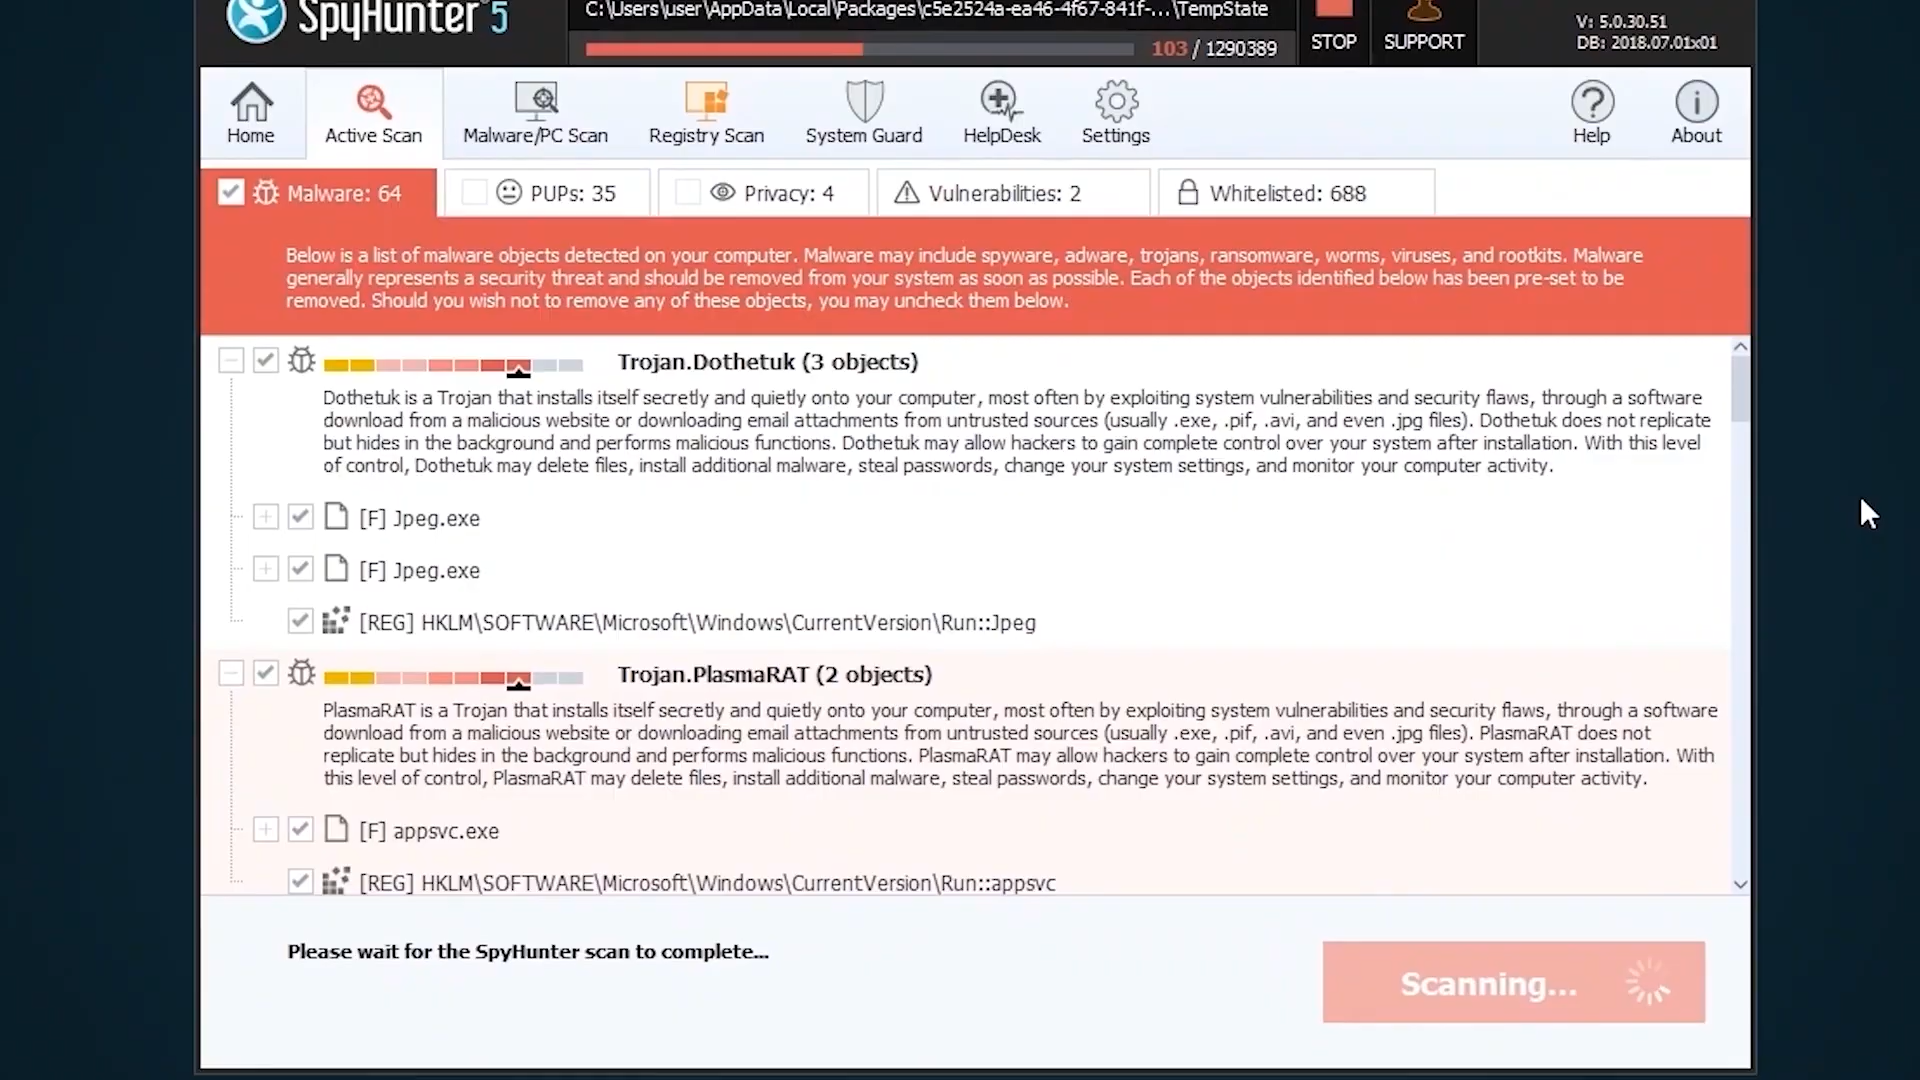 SpyHunter 5
C:\Users\user\AppData\Local\Packages\c5e2524a-ea46-4f67-841f-...\TempState
103 / 1290389
STOP
SUPPORT
V: 5.0.30.51
DB: 2018.07.01x01
Home
Active Scan
Malware/PC Scan
Registry Scan
System Guard
HelpDesk
Settings
Help
About
Malware: 64
PUPs: 35
Privacy: 4
Vulnerabilities: 2
Whitelisted: 688
Below is a list of malware objects detected on your computer. Malware may include spyware, adware, trojans, ransomware, worms, viruses, and rootkits. Malware
generally represents a security threat and should be removed from your system as soon as possible. Each of the objects identified below has been pre-set to be
removed. Should you wish not to remove any of these objects, you may uncheck them below.
Trojan.Dothetuk (3 objects)
Dothetuk is a Trojan that installs itself secretly and quietly onto your computer, most often by exploiting system vulnerabilities and security flaws, through a software
download from a malicious website or downloading email attachments from untrusted sources (usually .exe, .pif, .avi, and even .jpg files). Dothetuk does not replicate
but hides in the background and performs malicious functions. Dothetuk may allow hackers to gain complete control over your system after installation. With this level
of control, Dothetuk may delete files, install additional malware, steal passwords, change your system settings, and monitor your computer activity.
[F] Jpeg.exe
[F] Jpeg.exe
[REG] HKLM\SOFTWARE\Microsoft\Windows\CurrentVersion\Run::Jpeg
Trojan.PlasmaRAT (2 objects)
PlasmaRAT is a Trojan that installs itself secretly and quietly onto your computer, most often by exploiting system vulnerabilities and security flaws, through a software
download from a malicious website or downloading email attachments from untrusted sources (usually .exe, .pif, .avi, and even .jpg files). PlasmaRAT does not
replicate but hides in the background and performs malicious functions. PlasmaRAT may allow hackers to gain complete control over your system after installation. With
this level of control, PlasmaRAT may delete files, install additional malware, steal passwords, change your system settings, and monitor your computer activity.
[F] appsvc.exe
[REG] HKLM\SOFTWARE\Microsoft\Windows\CurrentVersion\Run::appsvc
Please wait for the SpyHunter scan to complete...
Scanning...